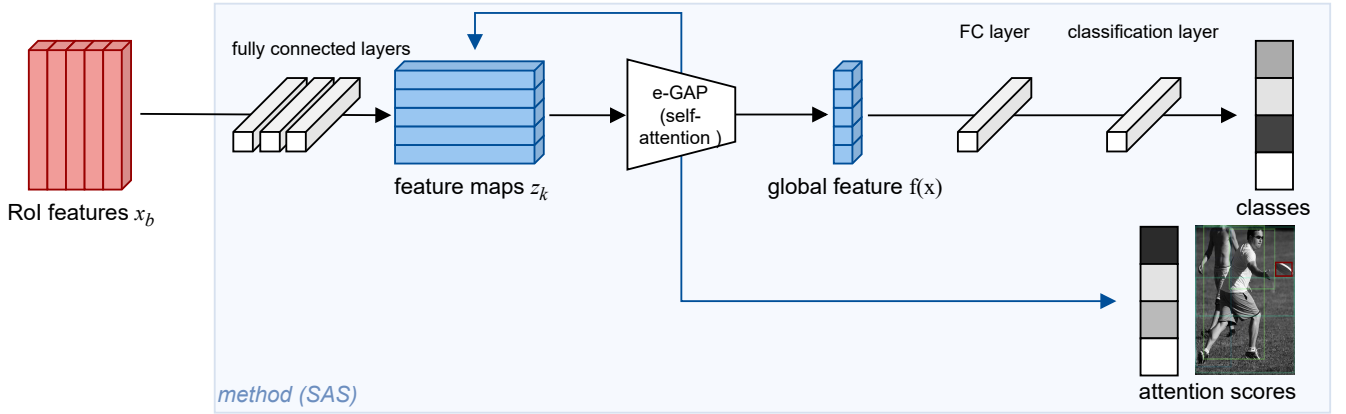 fully connected layers
FC layer
classification layer
e-GAP
(self-
attention )
feature maps zₖ
global feature f(x)
classes
RoI features x_b
attention scores
method (SAS)